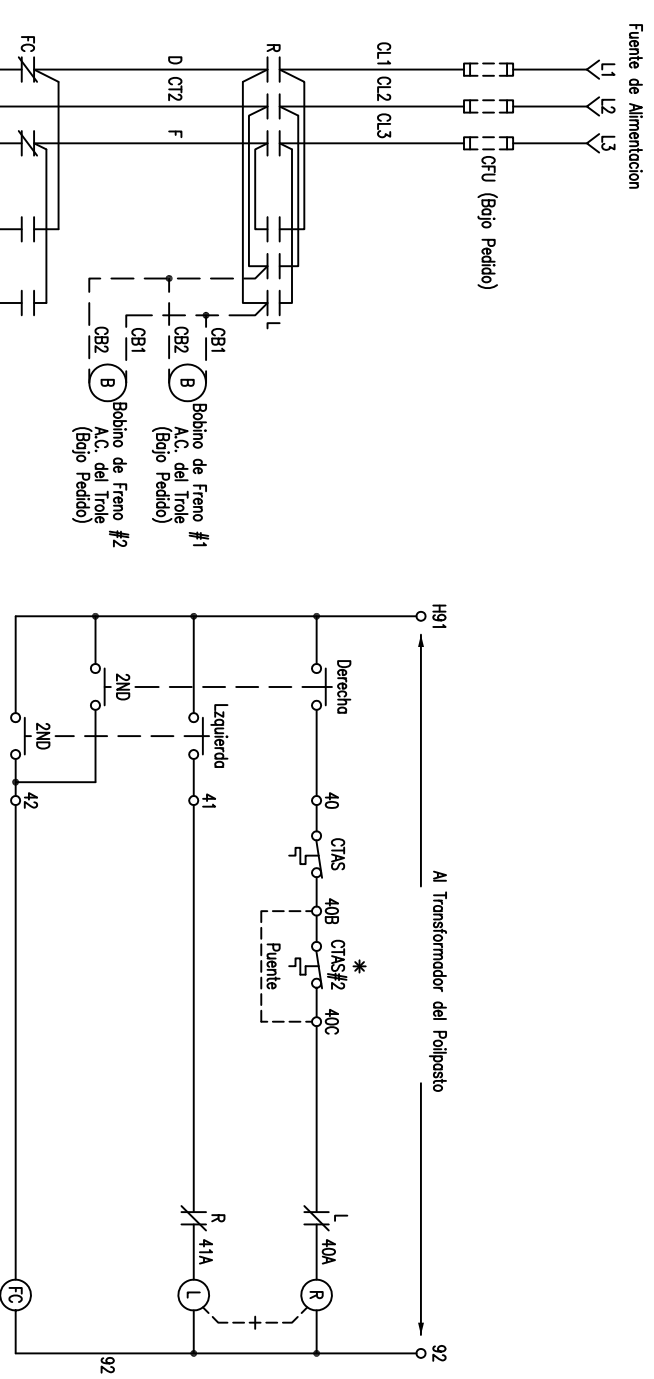 Fuente de Alimentacion
L1
L2
L3
CFU (Bajo Pedido)
CL1
CL2
CL3
R
L
D
CT2
F
FC
CB1
CB2
CB1
CB2
B
B
Bobino de Freno #1
A.C. del Trole
(Bajo Pedido)
Bobino de Freno #2
A.C. del Trole
(Bajo Pedido)
H91
Al Transformador del Poilpasto
92
Derecha
40
CTAS
40B
CTAS#2
*
40C
Puente
L
40A
R
Lzquierda
41
R
41A
L
2ND
2ND
42
FC
92